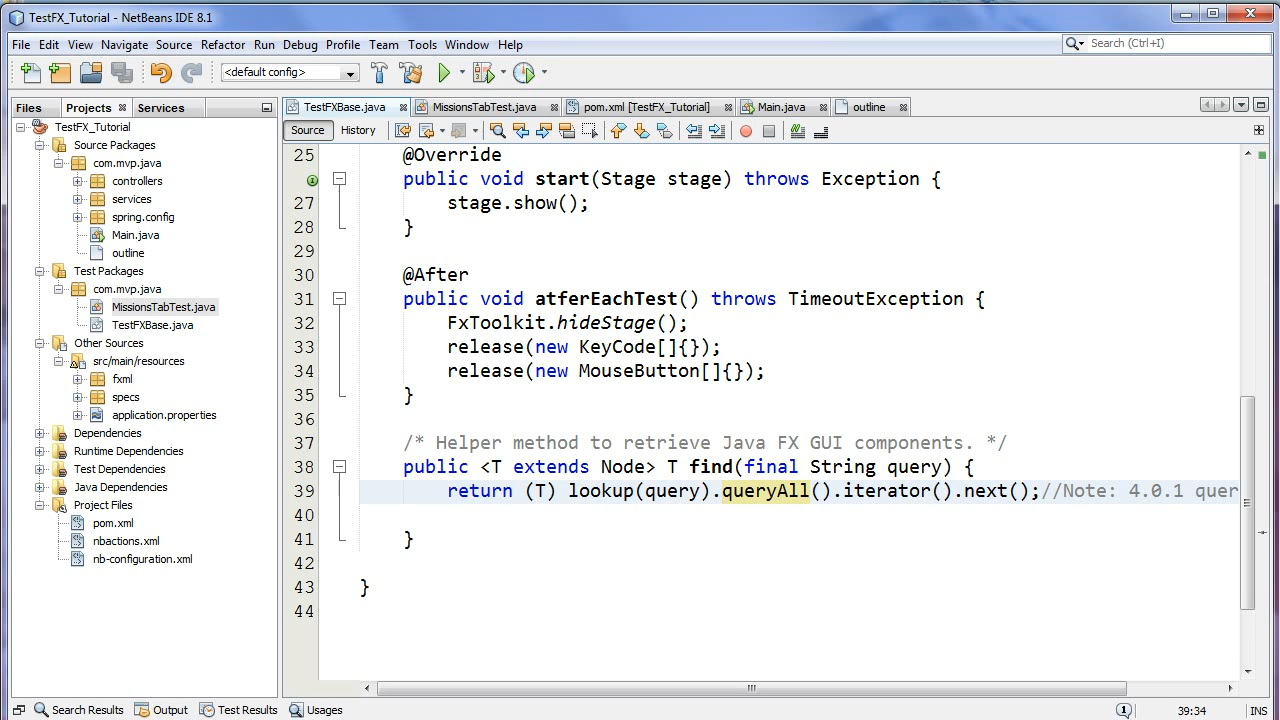 TestFX_Tutorial - NetBeans IDE 8.1
File Edit View Navigate Source Refactor Run Debug Profile Team Tools Window Help
Search (Ctrl+I)
<default config>
Files Projects Services
TestFX_Tutorial
Source Packages
com.mvp.java
controllers
services
spring.config
Main.java
outline
Test Packages
com.mvp.java
MissionsTabTest.java
TestFXBase.java
Other Sources
src/main/resources
fxml
specs
application.properties
Dependencies
Runtime Dependencies
Test Dependencies
Java Dependencies
Project Files
pom.xml
nbactions.xml
nb-configuration.xml
TestFXBase.java MissionsTabTest.java pom.xml [TestFX_Tutorial] Main.java outline
Source History
25 @Override
public void start(Stage stage) throws Exception {
27 stage.show();
28 }
29
30 @After
31 public void atferEachTest() throws TimeoutException {
32 FxToolkit.hideStage();
33 release(new KeyCode[]{});
34 release(new MouseButton[]{});
35 }
36
37 /* Helper method to retrieve Java FX GUI components. */
38 public <T extends Node> T find(final String query) {
39 return (T) lookup(query).queryAll().iterator().next();//Note: 4.0.1 quer
40
41 }
42
43 }
44
Search Results Output Test Results Usages
1 39:34 INS